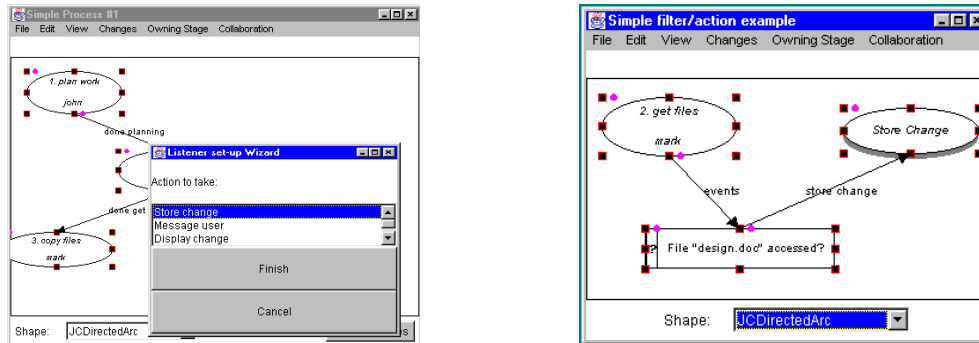 Simple Process #1
File Edit View Changes Owning Stage Collaboration
1. plan work
john
done planning
Listener set-up Wizard
Action to take:
Store change
Message user
Display change
Finish
Cancel
done get
3. copy files
mark
Shape: JCDirectedArc
Simple filter/action example
File Edit View Changes Owning Stage Collaboration
2. get files
mark
Store Change
events
store change
? File "design.doc" accessed?
Shape: JCDirectedArc